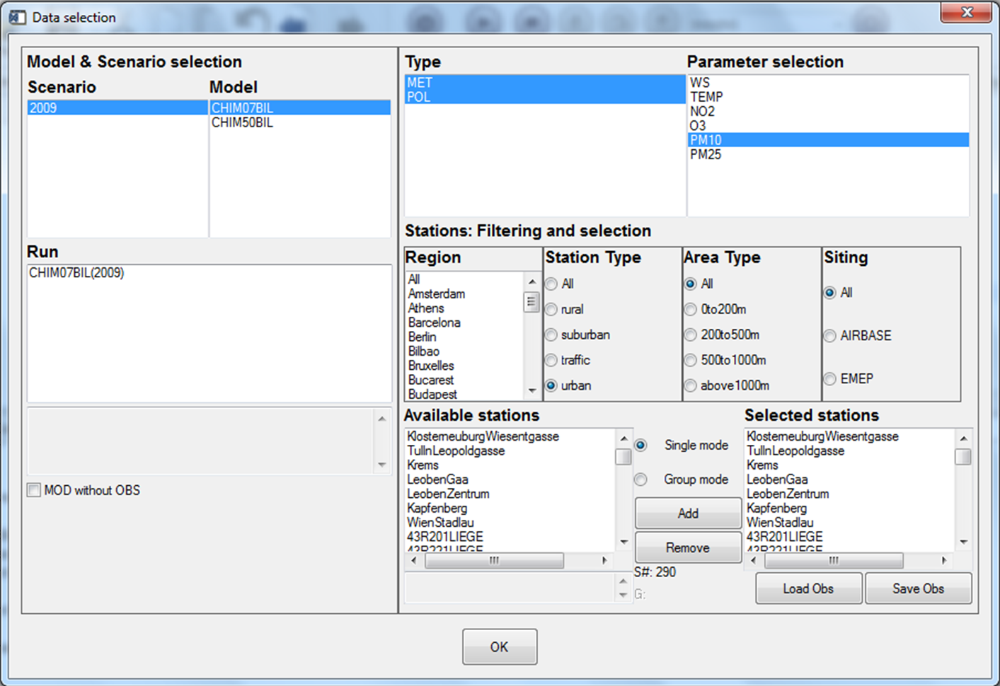 Data selection
Model & Scenario selection
Scenario
Model
2009
CHIM07BIL
CHIM50BIL
Run
CHIM07BIL(2009)
MOD without OBS
Type
MET
POL
Parameter selection
WS
TEMP
NO2
O3
PM10
PM25
Stations: Filtering and selection
Region
All
Amsterdam
Athens
Barcelona
Berlin
Bilbao
Bruxelles
Bucarest
Budapest
Station Type
All
rural
suburban
traffic
urban
Area Type
All
0to200m
200to500m
500to1000m
above1000m
Siting
All
AIRBASE
EMEP
Available stations
KlosterneuburgWiesentgasse
TullnLeopoldgasse
Krems
LeobenGaa
LeobenZentrum
Kapfenberg
WienStadlau
43R201LIEGE
43R221LIEGE
Single mode
Group mode
Add
Remove
S#: 290
G:
Selected stations
KlosterneuburgWiesentgasse
TullnLeopoldgasse
Krems
LeobenGaa
LeobenZentrum
Kapfenberg
WienStadlau
43R201LIEGE
43R221LIEGE
Load Obs
Save Obs
OK